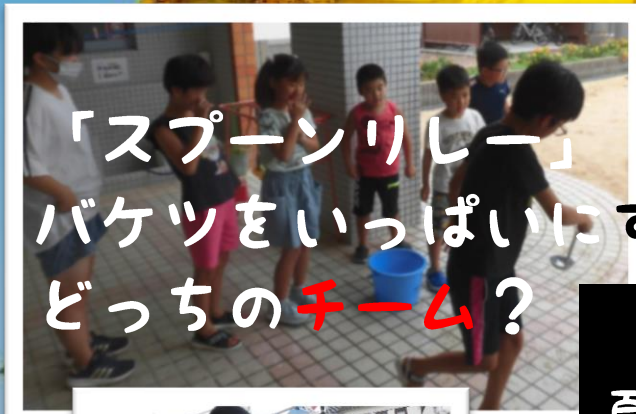 「スプーンリレー」
バケツをいっぱいにす
どっちのチーム？